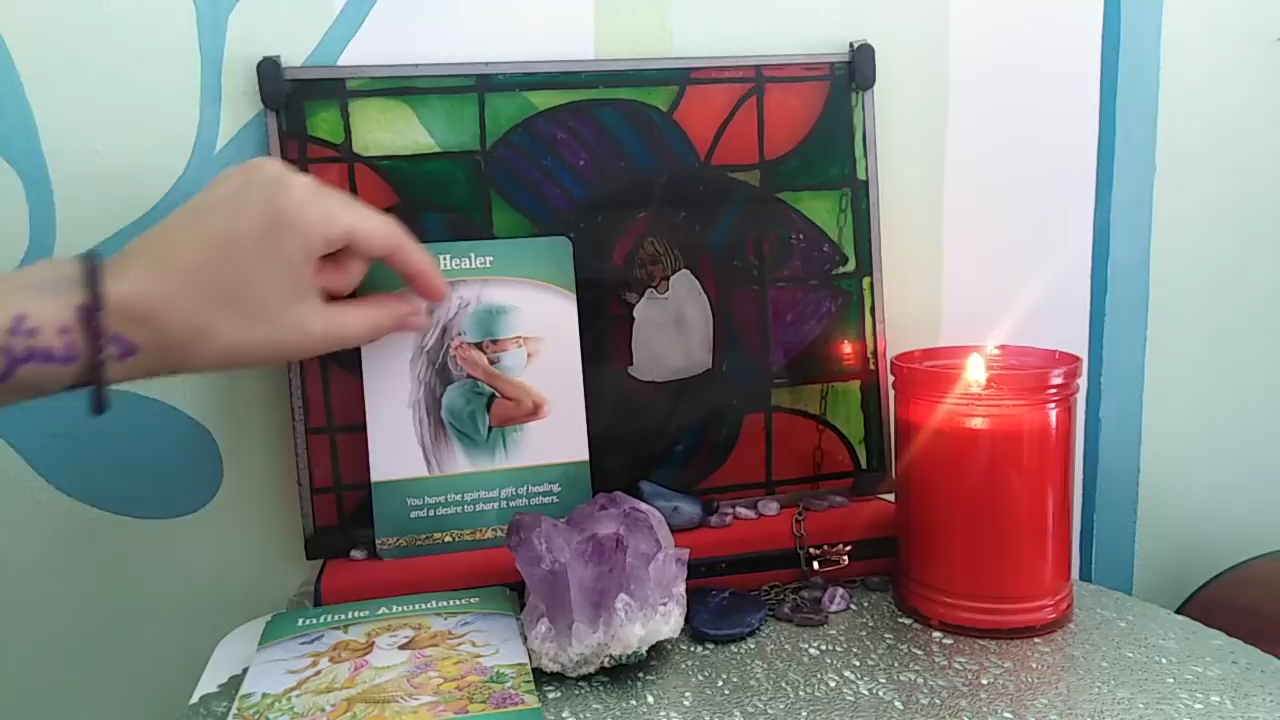 Healer
You have the spiritual gift of healing,
and a desire to share it with others.
Infinite Abundance